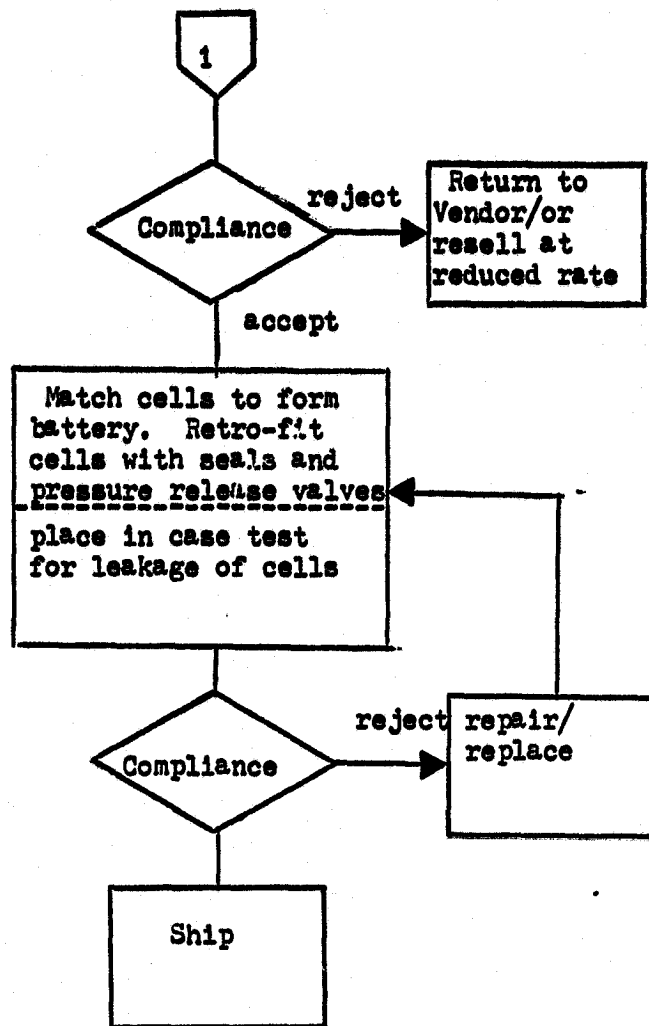 1
Compliance
reject
Return to
Vendor/or
resell at
reduced rate
accept
Match cells to form
battery. Retro-fit
cells with seals and
pressure release valves
place in case test
for leakage of cells
Compliance
reject
repair/
replace
Ship